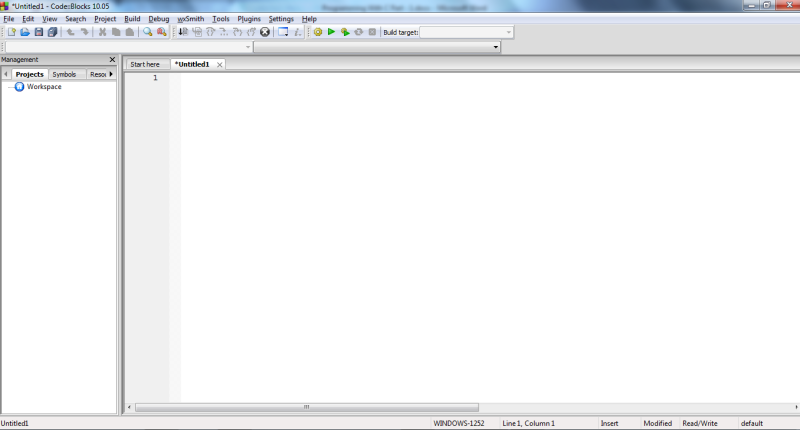 *Untitled1 - Code::Blocks 10.05
File Edit View Search Project Build Debug wxSmith Tools Plugins Settings Help
Build target:
Management
Projects Symbols Resou
Workspace
Start here *Untitled1
1
Untitled1 WINDOWS-1252 Line 1, Column 1 Insert Modified Read/Write default